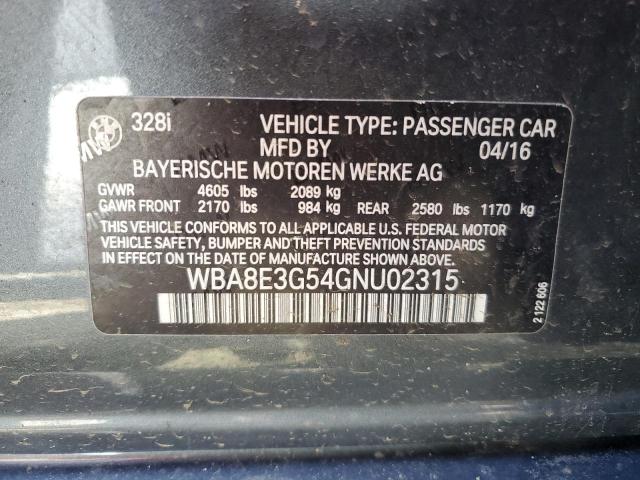 328i VEHICLE TYPE: PASSENGER CAR
MFD BY 04/16
BAYERISCHE MOTOREN WERKE AG
GVWR 4605 lbs 2089 kg
GAWR FRONT 2170 lbs 984 kg REAR 2580 lbs 1170 kg
THIS VEHICLE CONFORMS TO ALL APPLICABLE U.S. FEDERAL MOTOR
VEHICLE SAFETY, BUMPER AND THEFT PREVENTION STANDARDS
IN EFFECT ON THE DATE OF MANUFACTURE SHOWN ABOVE.
WBA8E3G54GNU02315
2 122 606